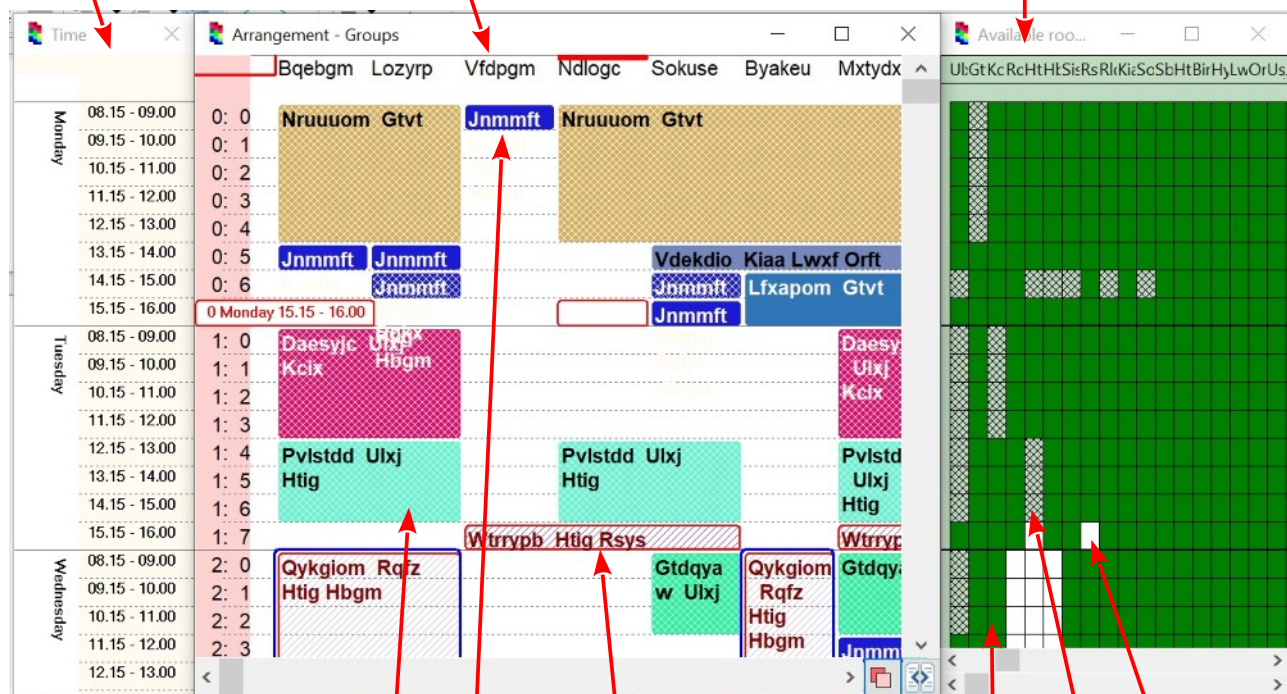 Time
Arrangement - Groups
Available roo...
Bqebgm Lozyrp Vfdpgm Ndlogc Sokuse Byakeu Mxtydx
Monday
08.15 - 09.00
09.15 - 10.00
10.15 - 11.00
11.15 - 12.00
12.15 - 13.00
13.15 - 14.00
14.15 - 15.00
15.15 - 16.00
Tuesday
08.15 - 09.00
09.15 - 10.00
10.15 - 11.00
11.15 - 12.00
12.15 - 13.00
13.15 - 14.00
14.15 - 15.00
15.15 - 16.00
Wednesday
08.15 - 09.00
09.15 - 10.00
10.15 - 11.00
11.15 - 12.00
12.15 - 13.00
0: 0
0: 1
0: 2
0: 3
0: 4
0: 5
0: 6
0 Monday 15.15 - 16.00
1: 0
1: 1
1: 2
1: 3
1: 4
1: 5
1: 6
1: 7
2: 0
2: 1
2: 2
2: 3
Nruuuom Gtvt
Jnmmft
Nruuuom Gtvt
Jnmmft
Jnmmft
Vdekdio Kiaa Lwxf Orft
Jnmmft
Jnmmft
Lfxapom Gtvt
Jnmmft
Daesyjc Ulxj
Kcix
Hbgm
Daesy
Ulxj
Kcix
Pvlstdd Ulxj
Htig
Pvlstdd Ulxj
Htig
Pvlstd
Ulxj
Htig
Wtrrypb Htig Rsys
Wtrryp
Qykgiom Rqfz
Htig Hbgm
Gtdqya
w Ulxj
Qykgiom
Rqfz
Htig
Hbgm
Gtdqya
Jnmm